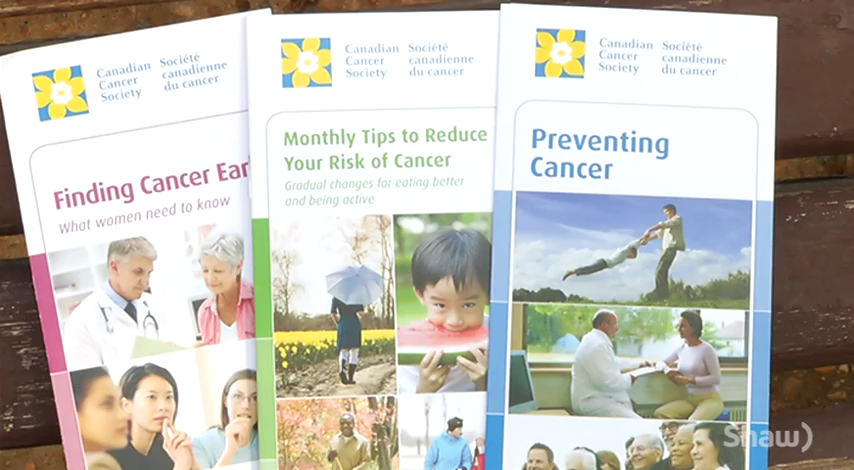 Canadian
Cancer
Society
Société
canadienne
du cancer
Finding Cancer Ear
What women need to know
Canadian
Cancer
Society
Société
canadienne
du cancer
Monthly Tips to Reduce
Your Risk of Cancer
Gradual changes for eating better
and being active
Canadian
Cancer
Society
Société
canadienne
du cancer
Preventing
Cancer
Shaw)